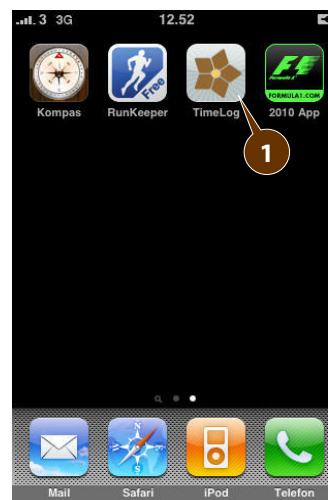 3 3G 12.52
Free
FORMULA1.COM
Kompas RunKeeper TimeLog 2010 App
1
N
S
Mail Safari iPod Telefon